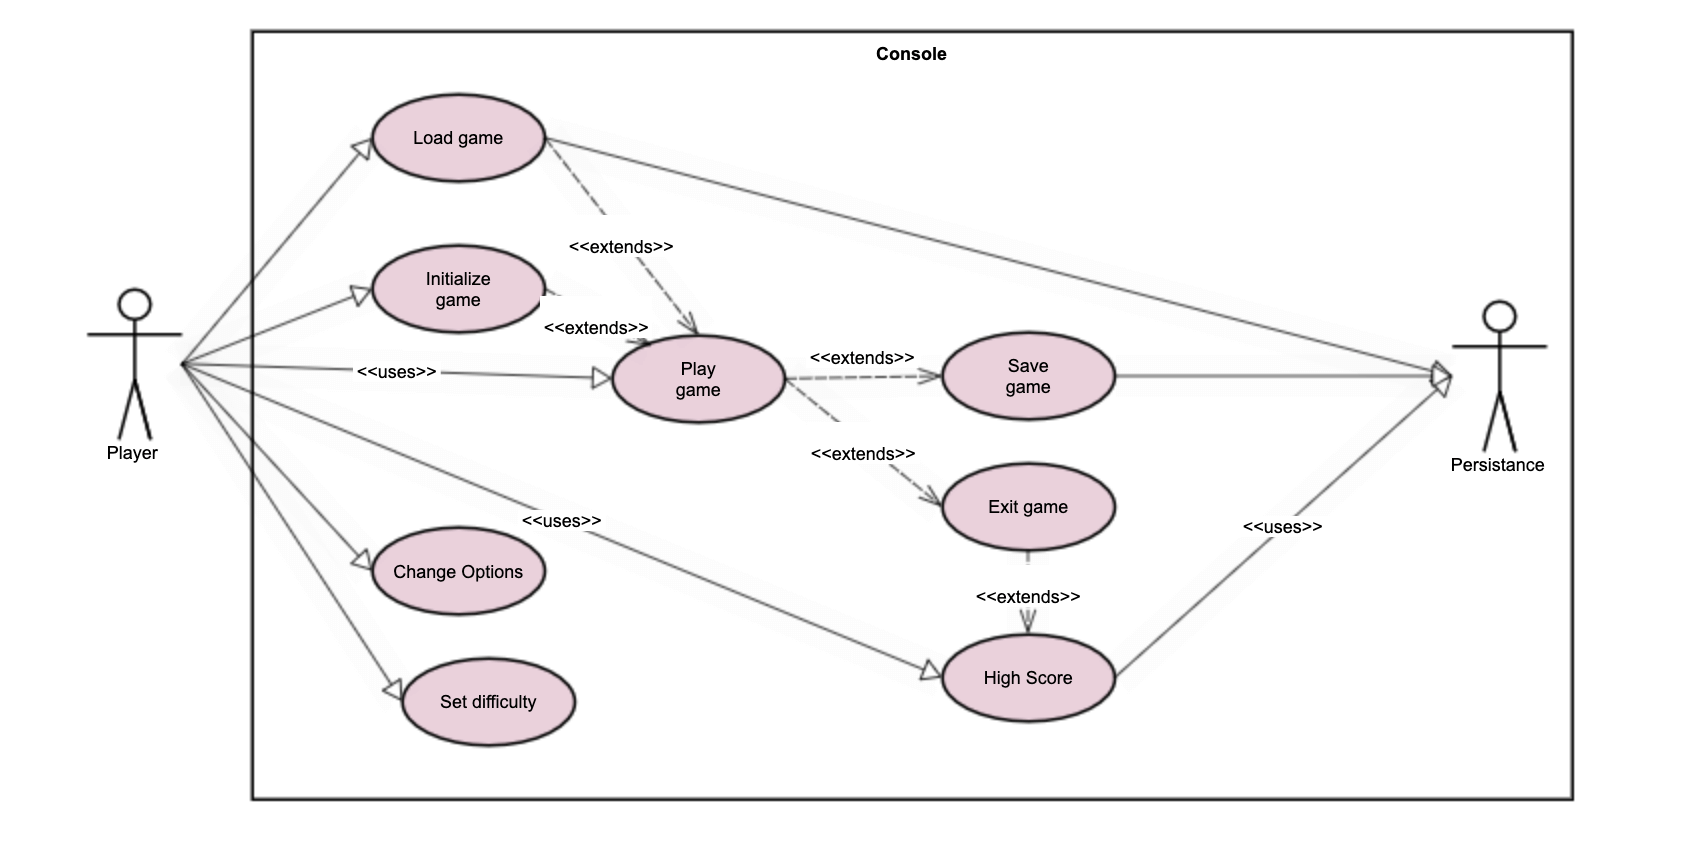 Console
Load game
<<extends>>
Initialize
game
<<extends>>
<<uses>>
Play
game
<<extends>>
Save
game
Player
<<extends>>
Persistance
Exit game
<<uses>>
<<uses>>
Change Options
<<extends>>
High Score
Set difficulty